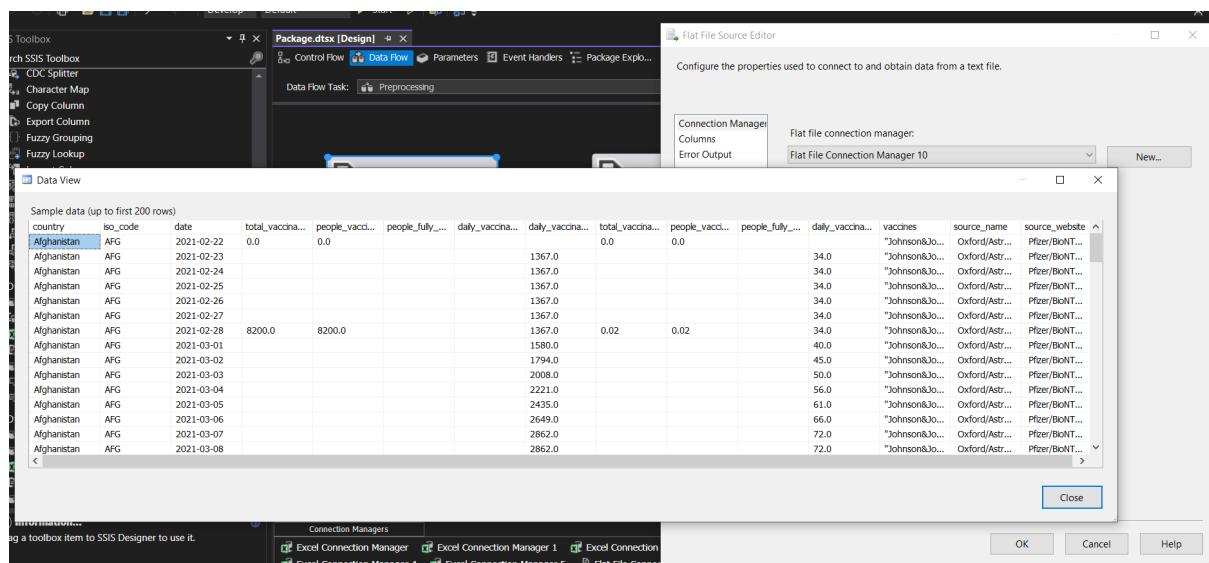 Develop Default Start
S Toolbox
Package.dtsx [Design]
Flat File Source Editor
rch SSIS Toolbox
Control Flow Data Flow Parameters Event Handlers Package Explo...
CDC Splitter
Character Map
Copy Column
Export Column
Fuzzy Grouping
Fuzzy Lookup
Data Flow Task: Preprocessing
Configure the properties used to connect to and obtain data from a text file.
Connection Manager
Columns
Error Output
Flat file connection manager:
Flat File Connection Manager 10 New...
Data View
Sample data (up to first 200 rows)
country iso_code date total_vaccina... people_vacci... people_fully_... daily_vaccina... daily_vaccina... total_vaccina... people_vacci... people_fully_... daily_vaccina... vaccines source_name source_website
Afghanistan AFG 2021-02-22 0.0 0.0 0.0 0.0 "Johnson&Jo... Oxford/Astr... Pfizer/BioNT...
Afghanistan AFG 2021-02-23 1367.0 34.0 "Johnson&Jo... Oxford/Astr... Pfizer/BioNT...
Afghanistan AFG 2021-02-24 1367.0 34.0 "Johnson&Jo... Oxford/Astr... Pfizer/BioNT...
Afghanistan AFG 2021-02-25 1367.0 34.0 "Johnson&Jo... Oxford/Astr... Pfizer/BioNT...
Afghanistan AFG 2021-02-26 1367.0 34.0 "Johnson&Jo... Oxford/Astr... Pfizer/BioNT...
Afghanistan AFG 2021-02-27 1367.0 34.0 "Johnson&Jo... Oxford/Astr... Pfizer/BioNT...
Afghanistan AFG 2021-02-28 8200.0 8200.0 1367.0 0.02 0.02 34.0 "Johnson&Jo... Oxford/Astr... Pfizer/BioNT...
Afghanistan AFG 2021-03-01 1580.0 40.0 "Johnson&Jo... Oxford/Astr... Pfizer/BioNT...
Afghanistan AFG 2021-03-02 1794.0 45.0 "Johnson&Jo... Oxford/Astr... Pfizer/BioNT...
Afghanistan AFG 2021-03-03 2008.0 50.0 "Johnson&Jo... Oxford/Astr... Pfizer/BioNT...
Afghanistan AFG 2021-03-04 2221.0 56.0 "Johnson&Jo... Oxford/Astr... Pfizer/BioNT...
Afghanistan AFG 2021-03-05 2435.0 61.0 "Johnson&Jo... Oxford/Astr... Pfizer/BioNT...
Afghanistan AFG 2021-03-06 2649.0 66.0 "Johnson&Jo... Oxford/Astr... Pfizer/BioNT...
Afghanistan AFG 2021-03-07 2862.0 72.0 "Johnson&Jo... Oxford/Astr... Pfizer/BioNT...
Afghanistan AFG 2021-03-08 2862.0 72.0 "Johnson&Jo... Oxford/Astr... Pfizer/BioNT...
Close
Information...
ag a toolbox item to SSIS Designer to use it.
Connection Managers
Excel Connection Manager Excel Connection Manager 1 Excel Connection
OK Cancel Help